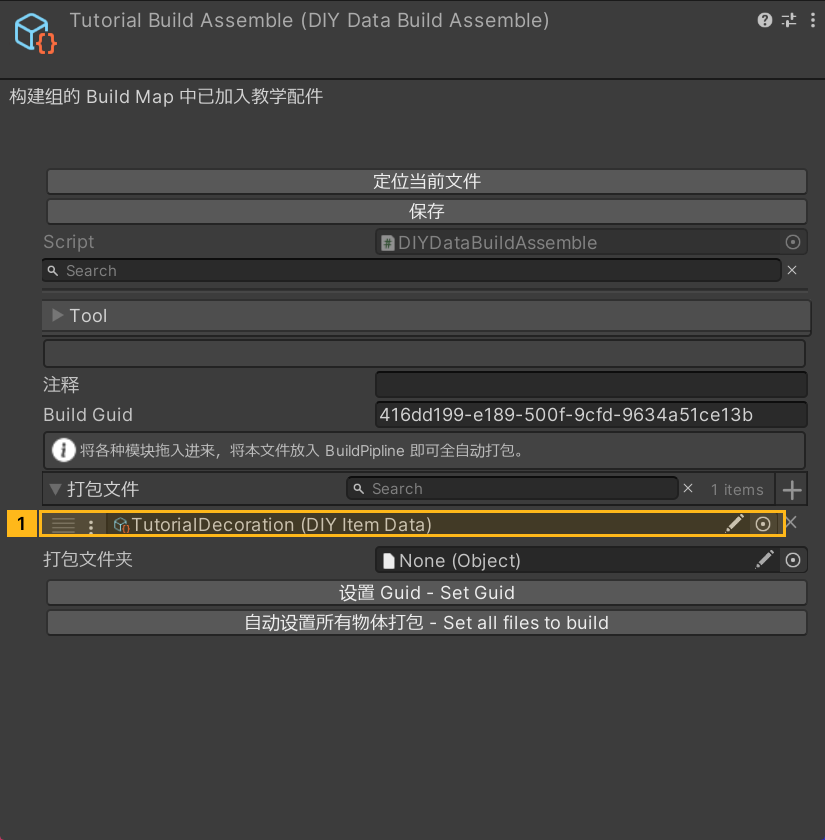 Tutorial Build Assemble (DIY Data Build Assemble)
构建组的 Build Map 中已加入教学配件
定位当前文件
保存
Script
DIYDataBuildAssemble
Search
Tool
注释
Build Guid
416dd199-e189-500f-9cfd-9634a51ce13b
将各种模块拖入进来，将本文件放入 BuildPipline 即可全自动打包。
打包文件
Search
1 items
1
TutorialDecoration (DIY Item Data)
打包文件夹
None (Object)
设置 Guid - Set Guid
自动设置所有物体打包 - Set all files to build